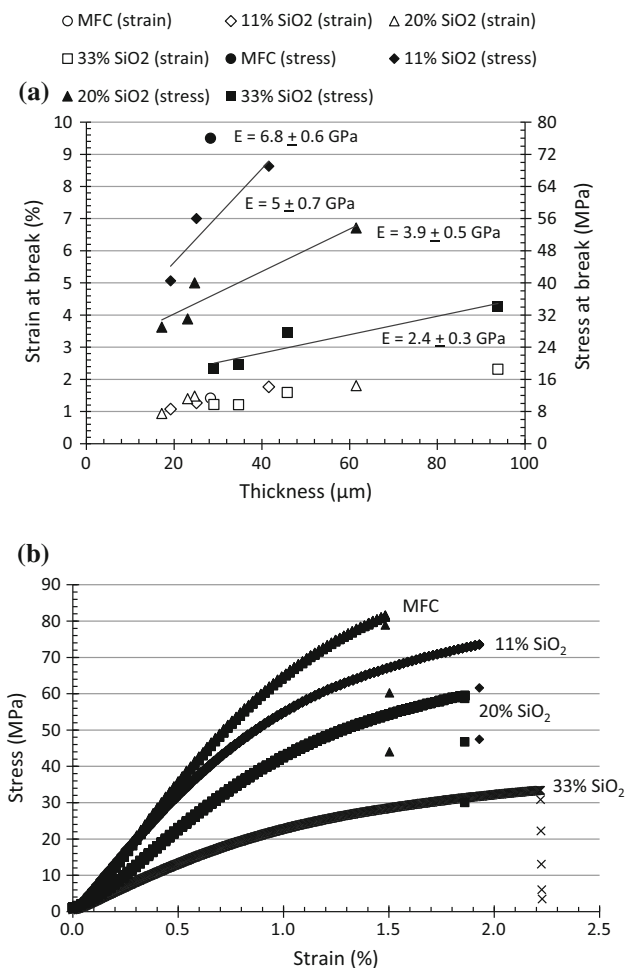 MFC (strain) 11% SiO2 (strain) 20% SiO2 (strain)
33% SiO2 (strain) MFC (stress) 11% SiO2 (stress)
20% SiO2 (stress) 33% SiO2 (stress)
(a)
10
9
8
7
6
5
4
3
2
1
0
Strain at break (%)
80
72
64
56
48
40
32
24
16
8
0
Stress at break (MPa)
E = 6.8 ± 0.6 GPa
E = 5 ± 0.7 GPa
E = 3.9 ± 0.5 GPa
E = 2.4 ± 0.3 GPa
0 20 40 60 80 100
Thickness (µm)
(b)
90
80
70
60
50
40
30
20
10
0
Stress (MPa)
MFC
11% SiO₂
20% SiO₂
33% SiO₂
0.0 0.5 1.0 1.5 2.0 2.5
Strain (%)